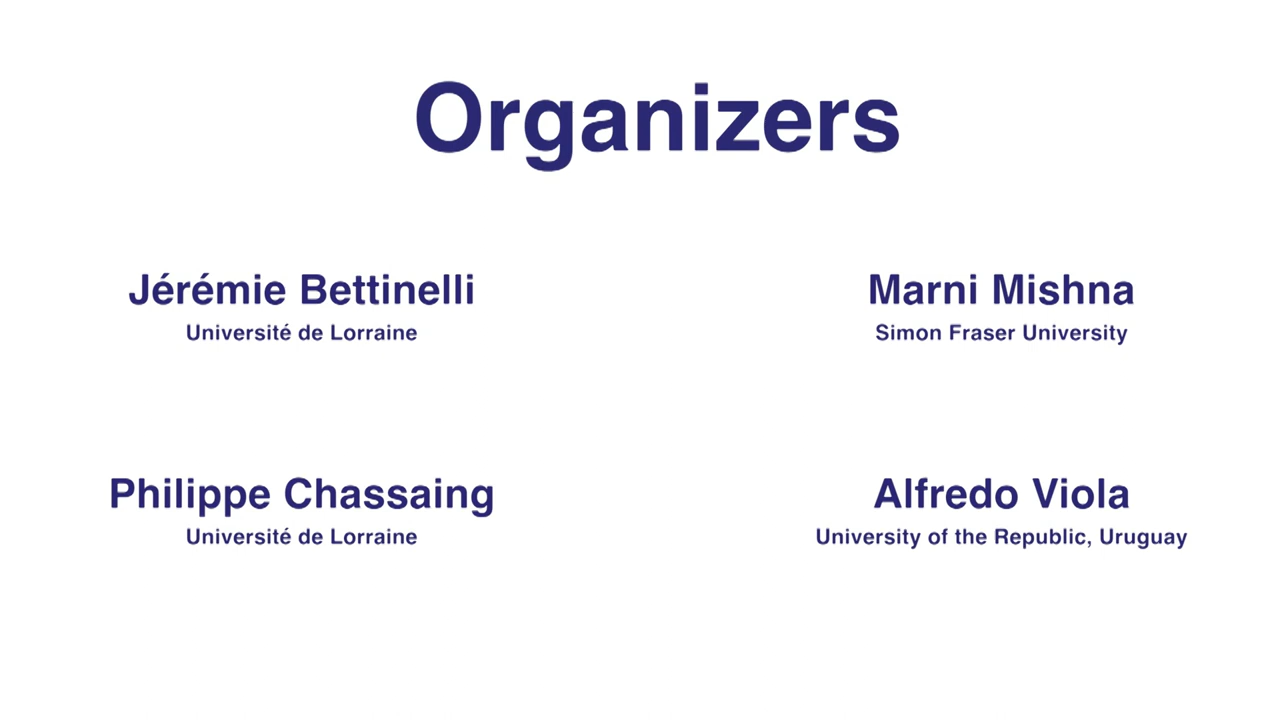 Organizers
Jérémie Bettinelli
Université de Lorraine
Marni Mishna
Simon Fraser University
Philippe Chassaing
Université de Lorraine
Alfredo Viola
University of the Republic, Uruguay